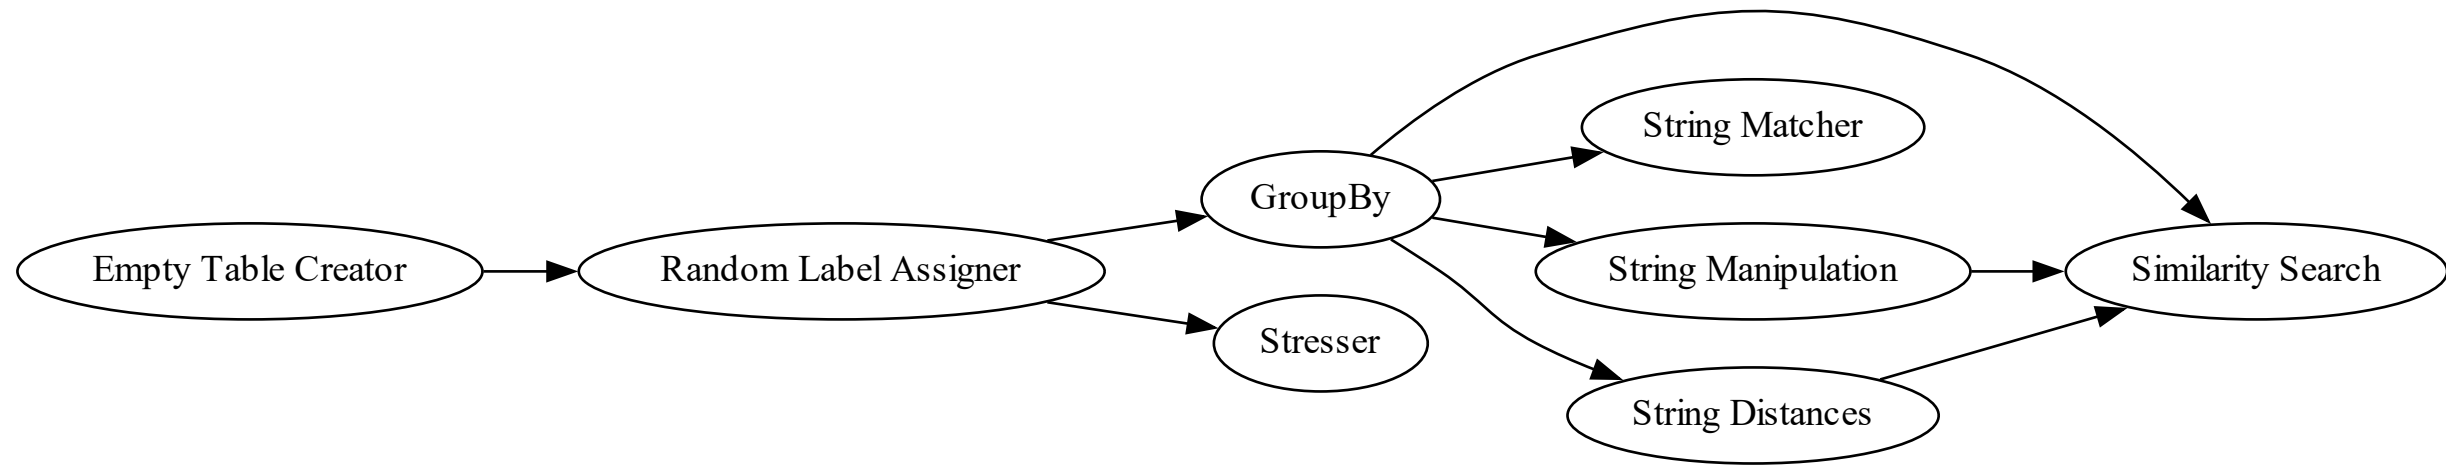 Empty Table Creator
Random Label Assigner
GroupBy
Stresser
String Matcher
String Manipulation
String Distances
Similarity Search